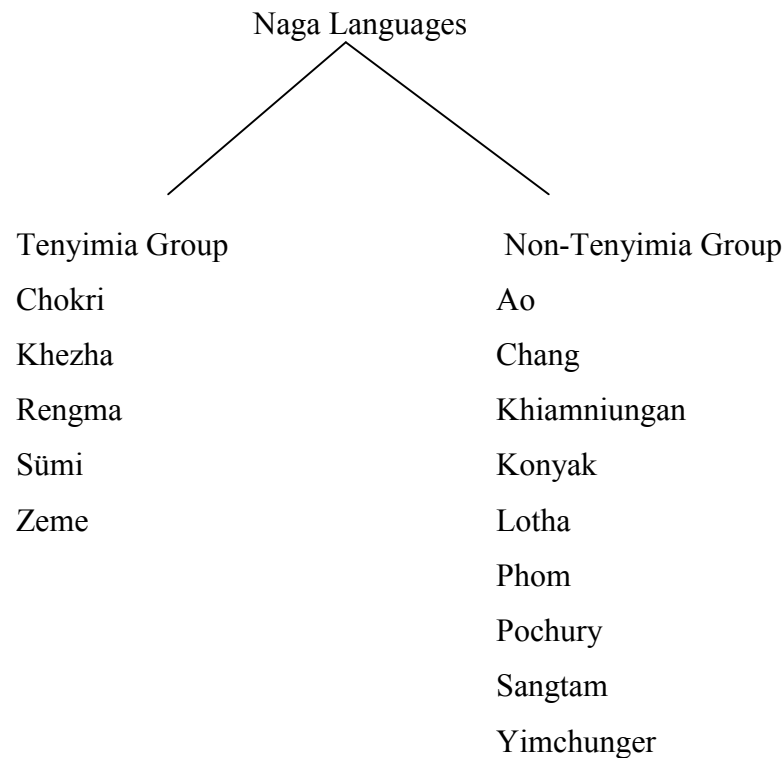 Naga Languages
Tenyimia Group
Chokri
Khezha
Rengma
Sümi
Zeme
Non-Tenyimia Group
Ao
Chang
Khiamniungan
Konyak
Lotha
Phom
Pochury
Sangtam
Yimchunger